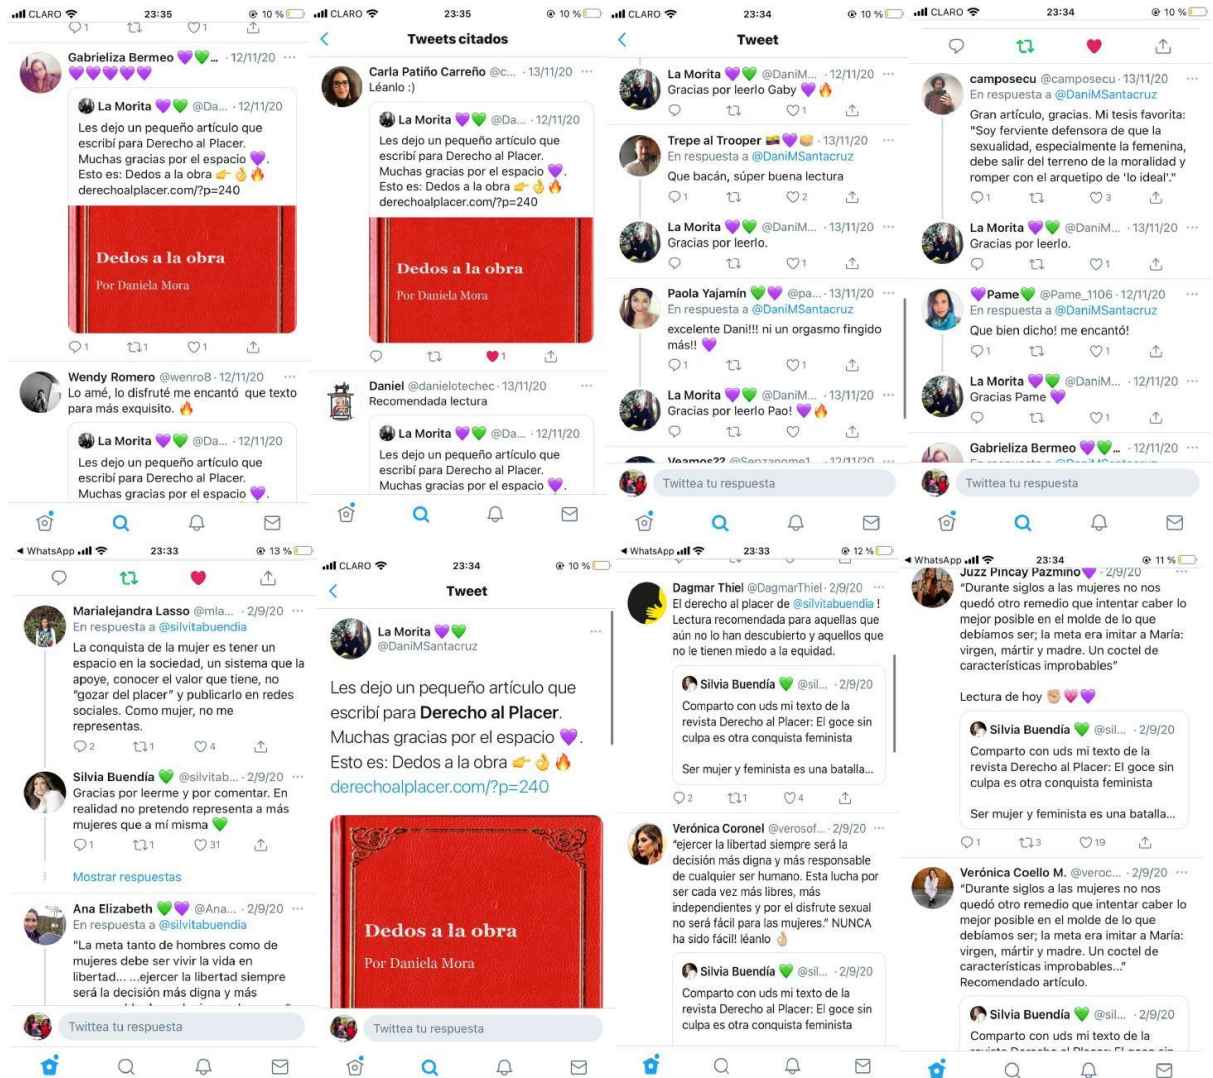 CLARO 23:35 10 %
1 1
Gabrieliza Bermeo 💜💚... · 12/11/20 ···
💜💜💜💜💜
La Morita 💜💚 @Da... · 12/11/20
Les dejo un pequeño artículo que
escribí para Derecho al Placer.
Muchas gracias por el espacio 💜.
Esto es: Dedos a la obra 👉👌🔥
derechoalplacer.com/?p=240
Dedos a la obra
Por Daniela Mora
1 1 1
Wendy Romero @wenro8 · 12/11/20 ···
Lo amé, lo disfruté me encantó que texto
para más exquisito. 🔥
La Morita 💜💚 @Da... · 12/11/20
Les dejo un pequeño artículo que
escribí para Derecho al Placer.
Muchas gracias por el espacio 💜.
CLARO 23:35 10 %
Tweets citados
Carla Patiño Carreño @c... · 13/11/20 ···
Léanlo :)
La Morita 💜💚 @Da... · 12/11/20
Les dejo un pequeño artículo que
escribí para Derecho al Placer.
Muchas gracias por el espacio 💜.
Esto es: Dedos a la obra 👉👌🔥
derechoalplacer.com/?p=240
Dedos a la obra
Por Daniela Mora
1
Daniel @danielotechec · 13/11/20 ···
Recomendada lectura
La Morita 💜💚 @Da... · 12/11/20
Les dejo un pequeño artículo que
escribí para Derecho al Placer.
Muchas gracias por el espacio 💜.
CLARO 23:34 10 %
Tweet
La Morita 💜💚 @DaniM... · 12/11/20 ···
Gracias por leerlo Gaby 💜🔥
1
Trepe al Trooper · 13/11/20 ···
En respuesta a @DaniMSantacruz
Que bacán, súper buena lectura
1 2
La Morita 💜💚 @DaniM... · 13/11/20 ···
Gracias por leerlo.
1
Paola Yajamín 💚💜 @pa... · 13/11/20 ···
En respuesta a @DaniMSantacruz
excelente Dani!!! ni un orgasmo fingido
más!! 💜
1 1
La Morita 💜💚 @DaniM... · 13/11/20 ···
Gracias por leerlo Pao! 💜🔥
Veamos?? @Senzanome1 12/11/20
Twittea tu respuesta
CLARO 23:34 10 %
camposecu @camposecu · 13/11/20 ···
En respuesta a @DaniMSantacruz
Gran artículo, gracias. Mi tesis favorita:
"Soy ferviente defensora de que la
sexualidad, especialmente la femenina,
debe salir del terreno de la moralidad y
romper con el arquetipo de 'lo ideal'."
1 3
La Morita 💜💚 @DaniM... · 13/11/20 ···
Gracias por leerlo.
1
💜Pame💜 @Pame_1106 · 12/11/20 ···
En respuesta a @DaniMSantacruz
Que bien dicho! me encantó!
1 1
La Morita 💜💚 @DaniM... · 12/11/20 ···
Gracias Pame 💜
1
Gabrieliza Bermeo 💜💚... · 12/11/20 ···
En respuesta a @DaniMSantacruz
Twittea tu respuesta
WhatsApp 23:33 13 %
Marialejandra Lasso @mla... · 2/9/20 ···
En respuesta a @silvitabuendia
La conquista de la mujer es tener un
espacio en la sociedad, un sistema que la
apoye, conocer el valor que tiene, no
"gozar del placer" y publicarlo en redes
sociales. Como mujer, no me
representas.
2 1 4
Silvia Buendía 💚 @silvitab... · 2/9/20 ···
Gracias por leerme y por comentar. En
realidad no pretendo representa a más
mujeres que a mí misma 💚
1 1 31
Mostrar respuestas
Ana Elizabeth 💚💜 @Ana... · 2/9/20 ···
En respuesta a @silvitabuendia
"La meta tanto de hombres como de
mujeres debe ser vivir la vida en
libertad... ...ejercer la libertad siempre
será la decisión más digna y más
Twittea tu respuesta
CLARO 23:34 10 %
Tweet
La Morita 💜💚 ···
@DaniMSantacruz
Les dejo un pequeño artículo que
escribí para Derecho al Placer.
Muchas gracias por el espacio 💜.
Esto es: Dedos a la obra 👉👌🔥
derechoalplacer.com/?p=240
Dedos a la obra
Por Daniela Mora
Twittea tu respuesta
WhatsApp 23:33 12 %
Dagmar Thiel @DagmarThiel · 2/9/20 ···
El derecho al placer de @silvitabuendia !
Lectura recomendada para aquellas que
aún no lo han descubierto y aquellos que
no le tienen miedo a la equidad.
Silvia Buendía 💚 @sil... · 2/9/20
Comparto con uds mi texto de la
revista Derecho al Placer: El goce sin
culpa es otra conquista feminista
Ser mujer y feminista es una batalla...
2 1 4
Verónica Coronel @verosof... · 2/9/20 ···
"ejercer la libertad siempre será la
decisión más digna y más responsable
de cualquier ser humano. Esta lucha por
ser cada vez más libres, más
independientes y por el disfrute sexual
no será fácil para las mujeres." NUNCA
ha sido fácil! léanlo 👌
Silvia Buendía 💚 @sil... · 2/9/20
Comparto con uds mi texto de la
revista Derecho al Placer: El goce sin
culpa es otra conquista feminista
WhatsApp 23:34 11 %
Juzz Pincay Pazmiño💜 · 2/9/20 ···
"Durante siglos a las mujeres no nos
quedó otro remedio que intentar caber lo
mejor posible en el molde de lo que
debíamos ser; la meta era imitar a María:
virgen, mártir y madre. Un coctel de
características improbables"
Lectura de hoy ✊💗💜
Silvia Buendía 💚 @sil... · 2/9/20
Comparto con uds mi texto de la
revista Derecho al Placer: El goce sin
culpa es otra conquista feminista
Ser mujer y feminista es una batalla...
1 3 19
Verónica Coello M. @veroc... · 2/9/20 ···
"Durante siglos a las mujeres no nos
quedó otro remedio que intentar caber lo
mejor posible en el molde de lo que
debíamos ser; la meta era imitar a María:
virgen, mártir y madre. Un coctel de
características improbables..."
Recomendado artículo.
Silvia Buendía 💚 @sil... · 2/9/20
Comparto con uds mi texto de la